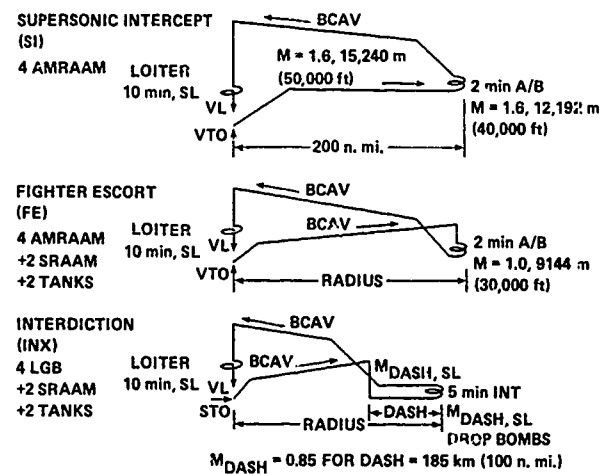 SUPERSONIC INTERCEPT
(SI)
4 AMRAAM
BCAV
LOITER
10 min, SL
VL
VTO
M = 1.6, 15,240 m
(50,000 ft)
2 min A/B
M = 1.6, 12,192 m
(40,000 ft)
200 n. mi.
FIGHTER ESCORT
(FE)
4 AMRAAM
+2 SRAAM
+2 TANKS
BCAV
LOITER
10 min, SL
VL
VTO
BCAV
2 min A/B
M = 1.0, 9144 m
(30,000 ft)
RADIUS
INTERDICTION
(INX)
4 LGB
+2 SRAAM
+2 TANKS
BCAV
LOITER
10 min, SL
VL
STO
BCAV
MDASH, SL
5 min INT
MDASH, SL
DROP BOMBS
DASH
RADIUS
MDASH = 0.85 FOR DASH = 185 km (100 n. mi.)